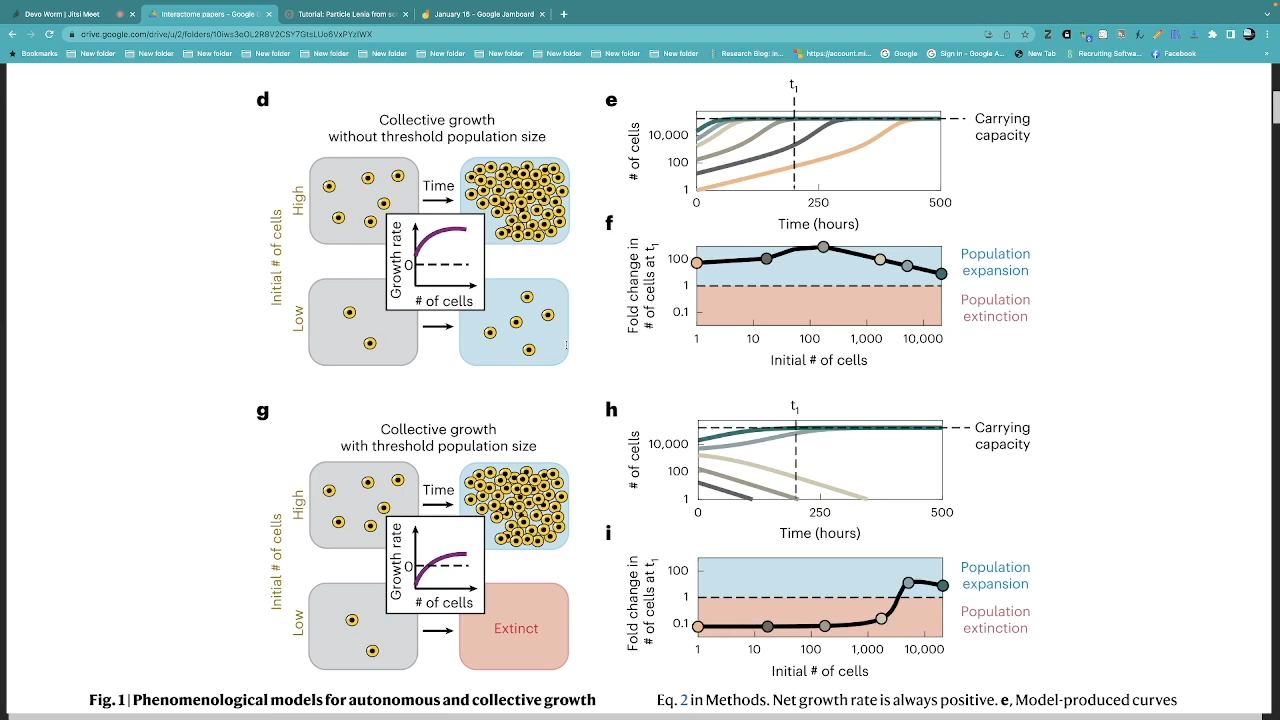 Devo Worm | Jitsi Meet
Interactome papers - Google D
Tutorial: Particle Lenia from sc
January 16 - Google Jamboard
Bookmarks
New folder
New folder
New folder
New folder
New folder
New folder
New folder
New folder
New folder
Research Blog: In...
https://account.mi...
Google
Sign in - Google A...
New Tab
Recruiting Softwa...
Facebook
d
Collective growth
without threshold population size
Initial # of cells
High
Low
Time
Growth rate
0
# of cells
e
t1
# of cells
10,000
100
1
Carrying
capacity
0
250
500
Time (hours)
f
Fold change in
# of cells at t1
100
1
0.1
Population
expansion
Population
extinction
1
10
100
1,000
10,000
Initial # of cells
g
Collective growth
with threshold population size
Initial # of cells
High
Low
Time
Growth rate
0
# of cells
Extinct
h
t1
# of cells
10,000
100
1
Carrying
capacity
0
250
500
Time (hours)
i
Fold change in
# of cells at t1
100
1
0.1
Population
expansion
Population
extinction
1
10
100
1,000
10,000
Initial # of cells
Fig. 1 | Phenomenological models for autonomous and collective growth
Eq. 2 in Methods. Net growth rate is always positive. e, Model-produced curves